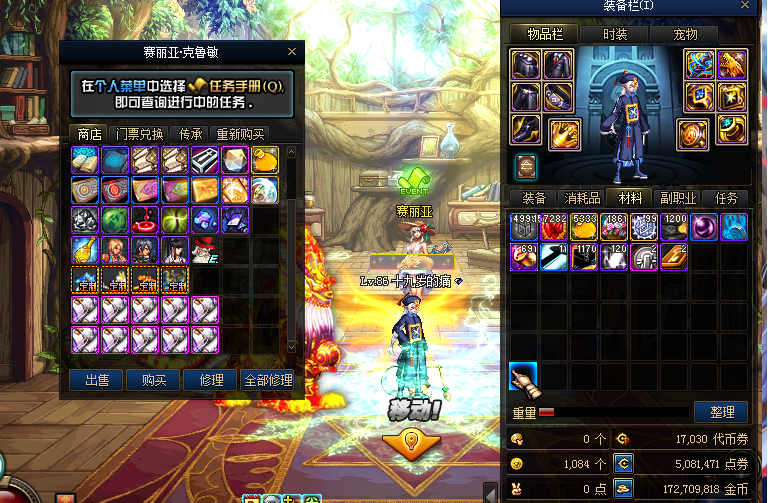 装备栏(I)
物品栏 时装 宠物
赛丽亚·克鲁敏
在个人菜单中选择 任务手册(Q),
即可查询进行中的任务.
商店 门票兑换 传承 重新购买
EVENT
赛丽亚
Lv.86 十九岁的痛
移动!
装备 消耗品 材料 副职业 任务
7282 5333 1861 1200
691 1 1170 120 2 2
定制 定制 定制 定制
出售 购买 修理 全部修理
重量 整理
0 个 17,030 代币券
1,084 个 5,081,471 点券
0 点 172,709,818 金币